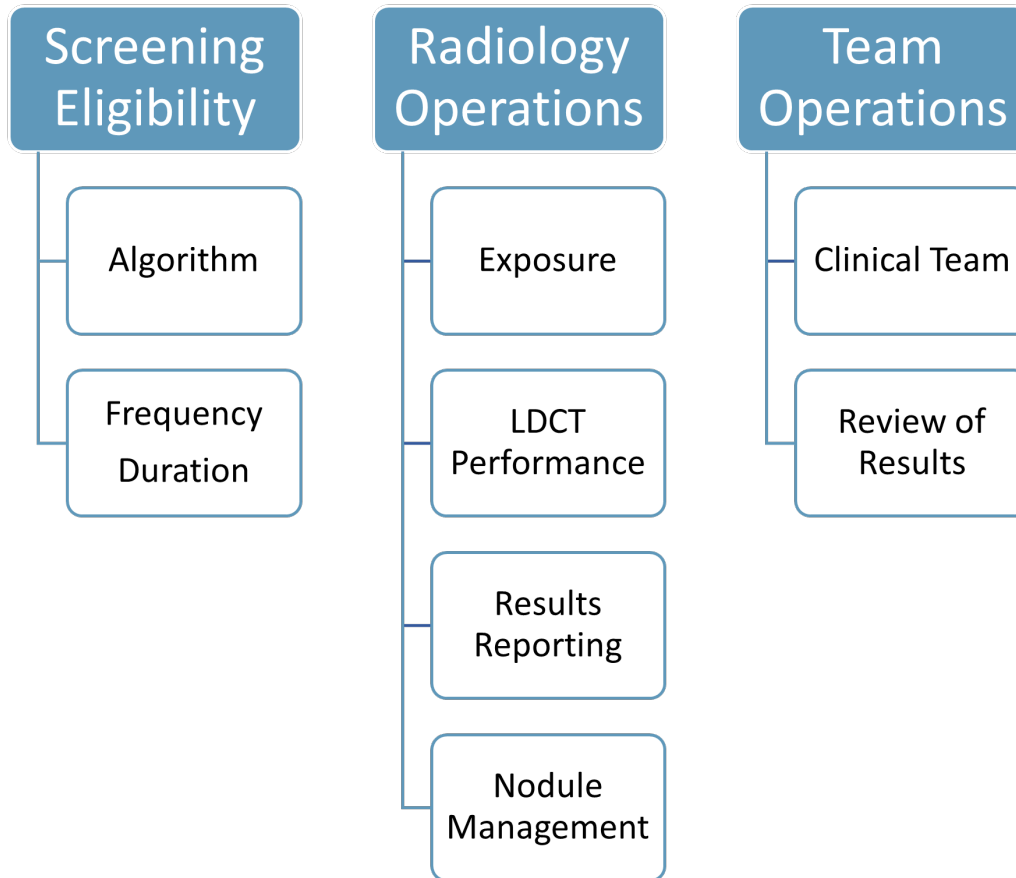 Screening
Eligibility
Algorithm
Frequency
Duration
Radiology
Operations
Exposure
LDCT
Performance
Results
Reporting
Nodule
Management
Team
Operations
Clinical Team
Review of
Results